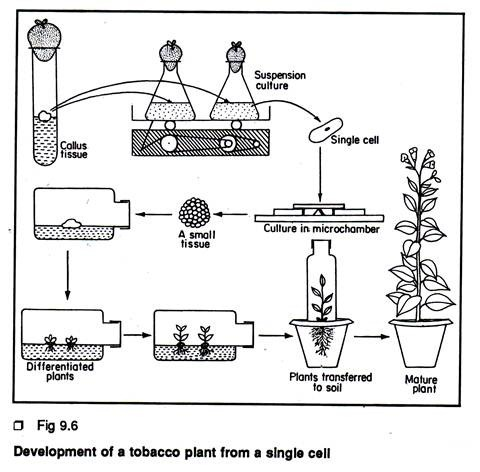 Suspension
culture
Callus
tissue
Single cell
A small
tissue
Culture in microchamber
Differentiated
plants
Plants transferred
to soil
Mature
plant
Fig 9.6
Development of a tobacco plant from a single cell